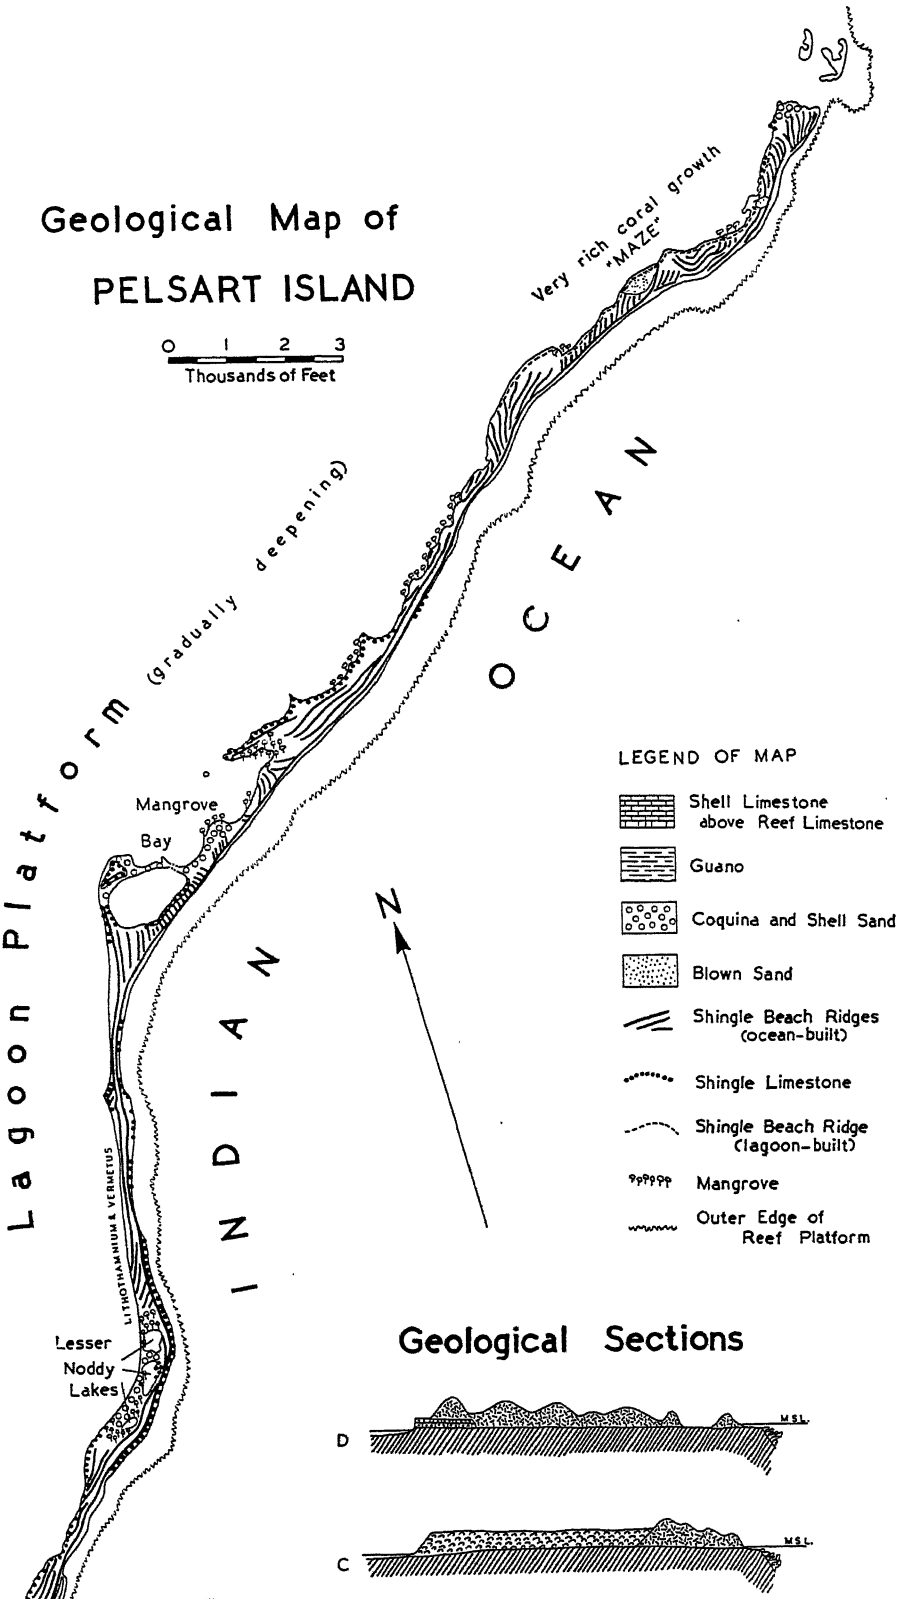 Geological Map of
PELSART ISLAND
0 1 2 3
Thousands of Feet
Very rich coral growth
"MAZE"
Lagoon Platform (gradually deepening)
INDIAN OCEAN
Mangrove
Bay
N
LITHOTHAMNIUM & VERMETUS
Lesser
Noddy
Lakes
LEGEND OF MAP
Shell Limestone
above Reef Limestone
Guano
Coquina and Shell Sand
Blown Sand
Shingle Beach Ridges
(ocean-built)
Shingle Limestone
Shingle Beach Ridge
(lagoon-built)
Mangrove
Outer Edge of
Reef Platform
Geological Sections
D
M.S.L.
C
M.S.L.